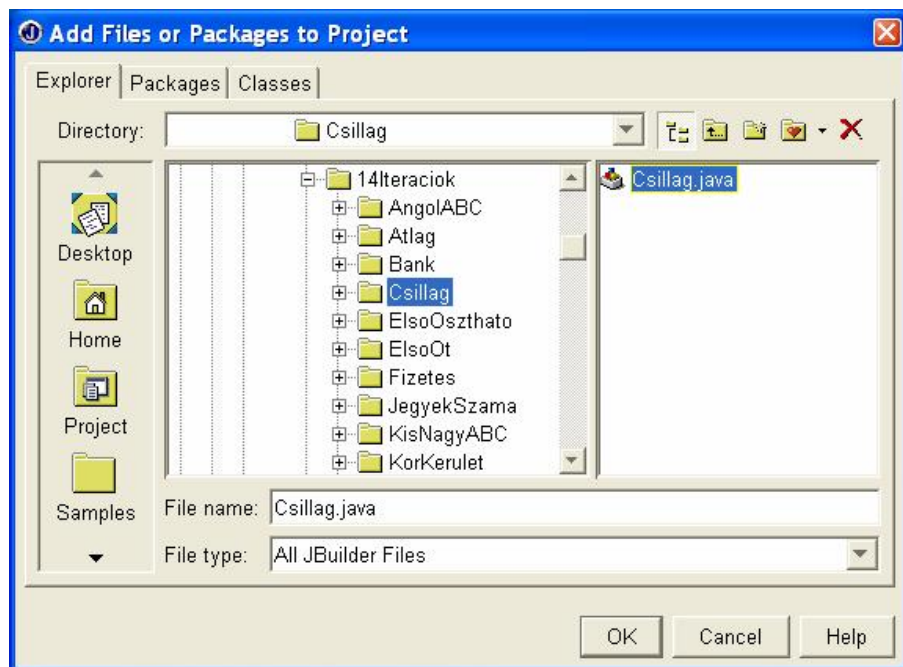 Add Files or Packages to Project
Explorer Packages Classes
Directory: Csillag
Desktop
Home
Project
Samples
14Iteraciok
AngolABC
Atlag
Bank
Csillag
ElsoOszthato
ElsoOt
Fizetes
JegyekSzama
KisNagyABC
KorKerulet
Csillag.java
File name: Csillag.java
File type: All JBuilder Files
OK Cancel Help